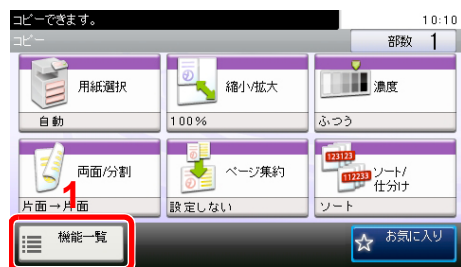 コピーできます。
10:10
コピー
部数 1
用紙選択
縮小/拡大
濃度
自動
100%
ふつう
両面/分割
ページ集約
123123
112233
ソート/
仕分け
1
片面→片面
設定しない
ソート
機能一覧
お気に入り